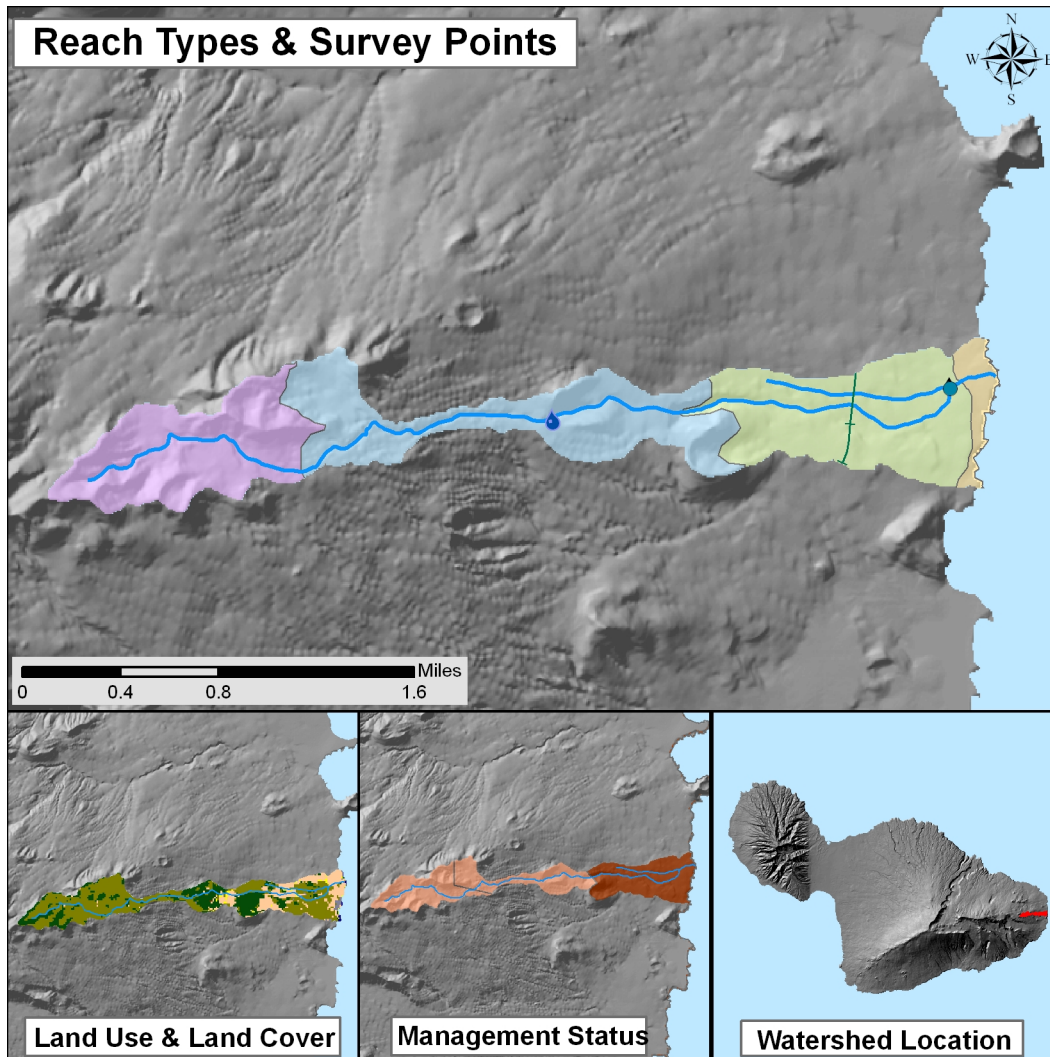 Reach Types & Survey Points
N
W E
S
Miles
0 0.4 0.8 1.6
Land Use & Land Cover
Management Status
Watershed Location